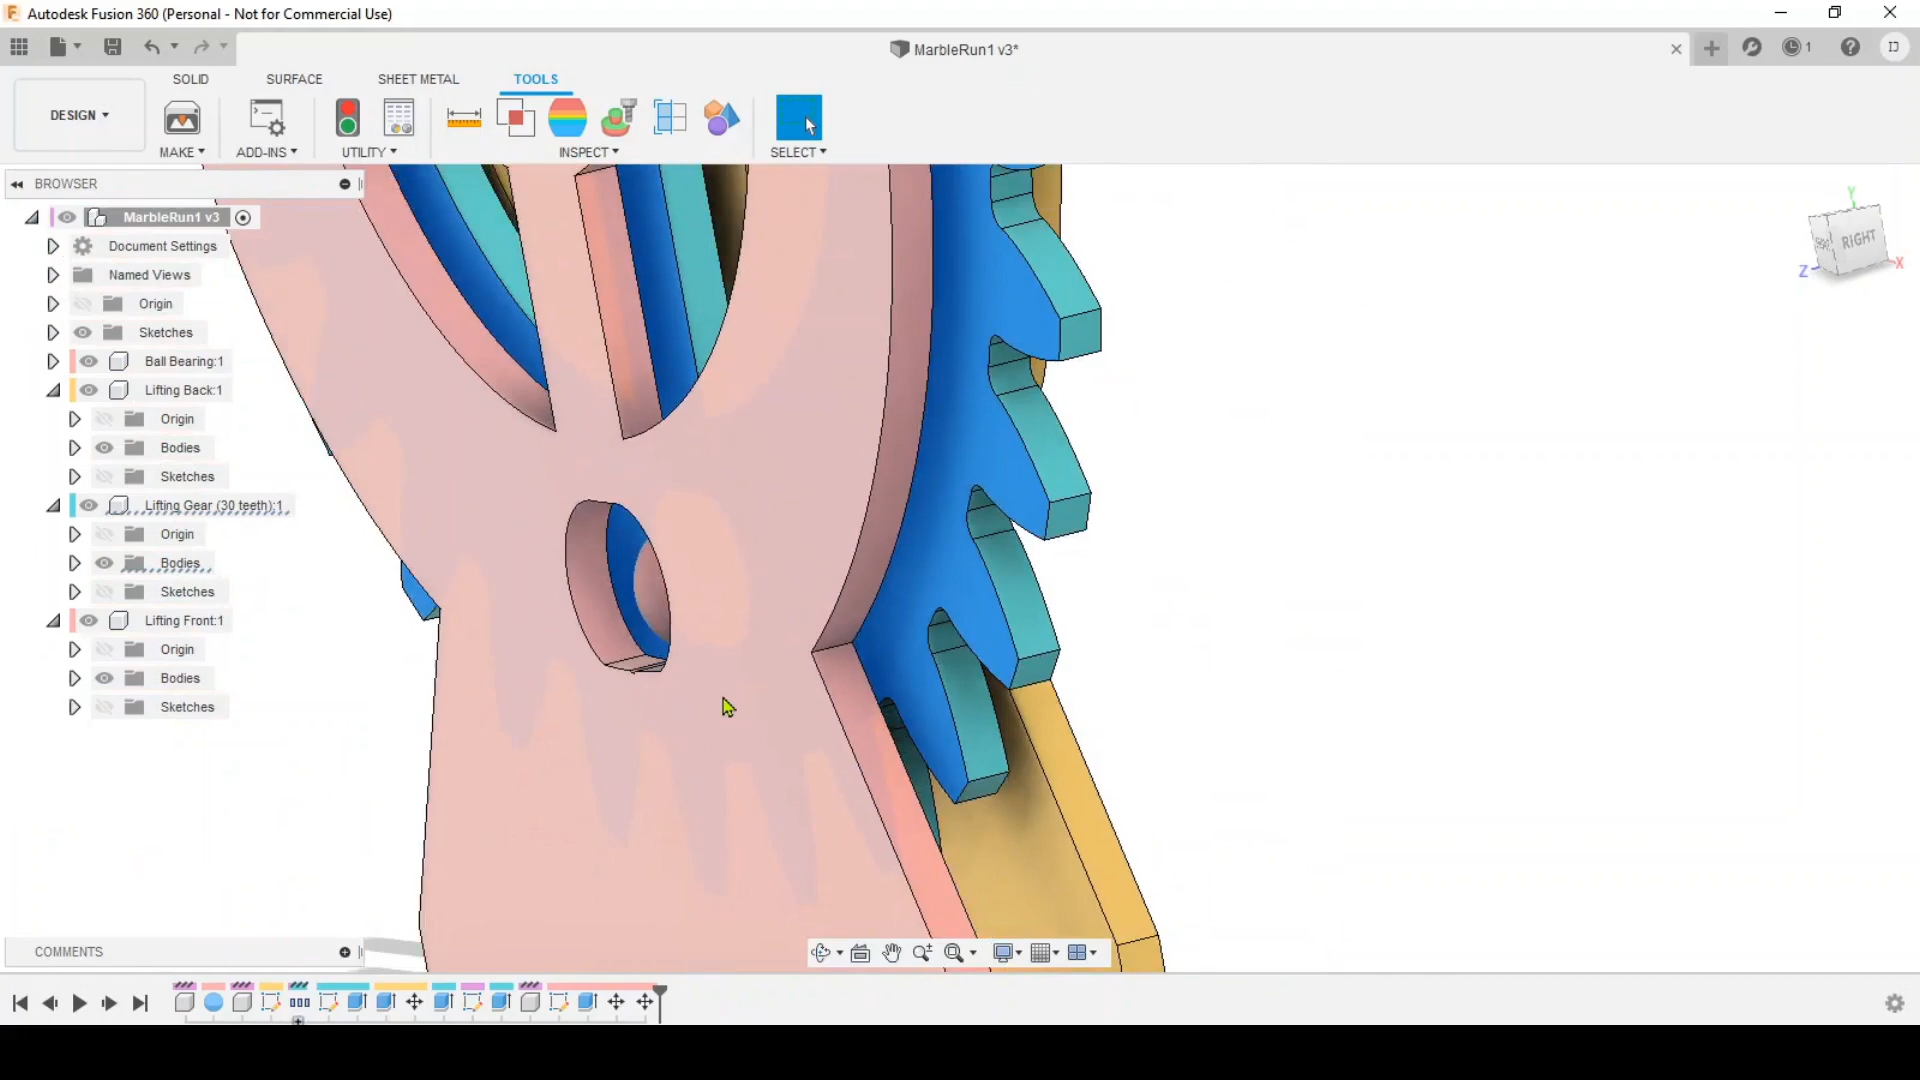 Autodesk Fusion 360 (Personal - Not for Commercial Use)
MarbleRun1 v3*
1
IJ
DESIGN
SOLID
SURFACE
SHEET METAL
TOOLS
MAKE
ADD-INS
UTILITY
INSPECT
SELECT
BROWSER
MarbleRun1 v3
Document Settings
Named Views
Origin
Sketches
Ball Bearing:1
Lifting Back:1
Origin
Bodies
Sketches
Lifting Gear (30 teeth):1
Origin
Bodies
Sketches
Lifting Front:1
Origin
Bodies
Sketches
Y
RIGHT
Z
X
COMMENTS